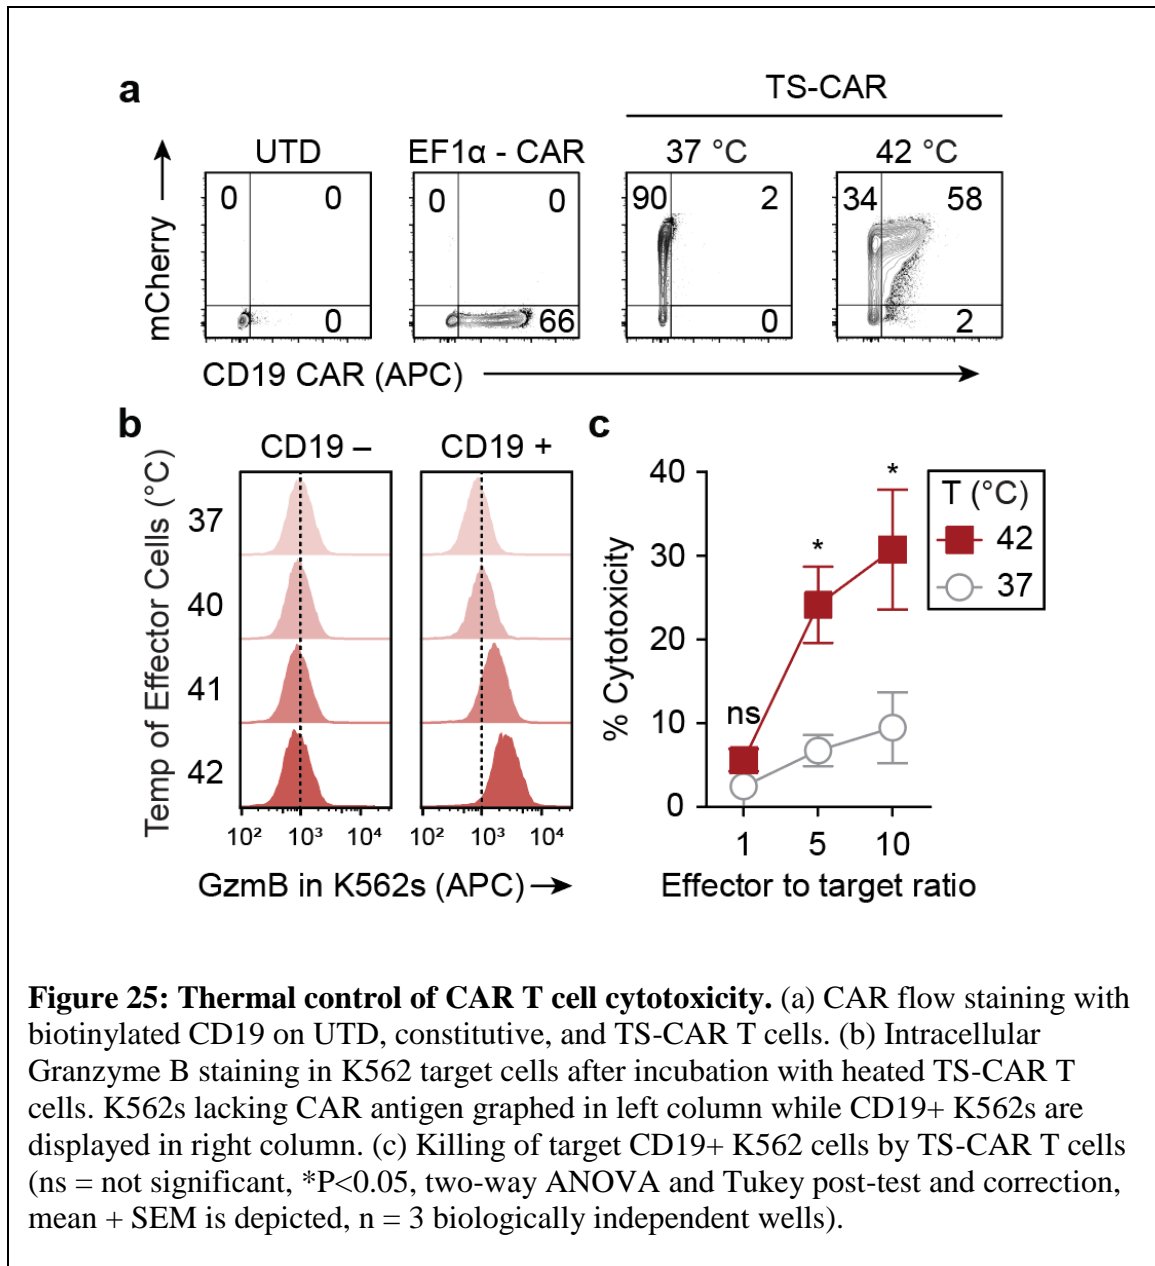 a
TS-CAR
UTD
EF1α - CAR
37 °C
42 °C
mCherry
0 0
0
0 0
66
90 2
0
34 58
2
CD19 CAR (APC)
b
CD19 –
CD19 +
Temp of Effector Cells (°C)
37
40
41
42
10² 10³ 10⁴
10² 10³ 10⁴
GzmB in K562s (APC)
c
% Cytotoxicity
40
30
20
10
0
ns
*
*
T (°C)
42
37
1 5 10
Effector to target ratio
Figure 25: Thermal control of CAR T cell cytotoxicity. (a) CAR flow staining with
biotinylated CD19 on UTD, constitutive, and TS-CAR T cells. (b) Intracellular
Granzyme B staining in K562 target cells after incubation with heated TS-CAR T
cells. K562s lacking CAR antigen graphed in left column while CD19+ K562s are
displayed in right column. (c) Killing of target CD19+ K562 cells by TS-CAR T cells
(ns = not significant, *P<0.05, two-way ANOVA and Tukey post-test and correction,
mean + SEM is depicted, n = 3 biologically independent wells).